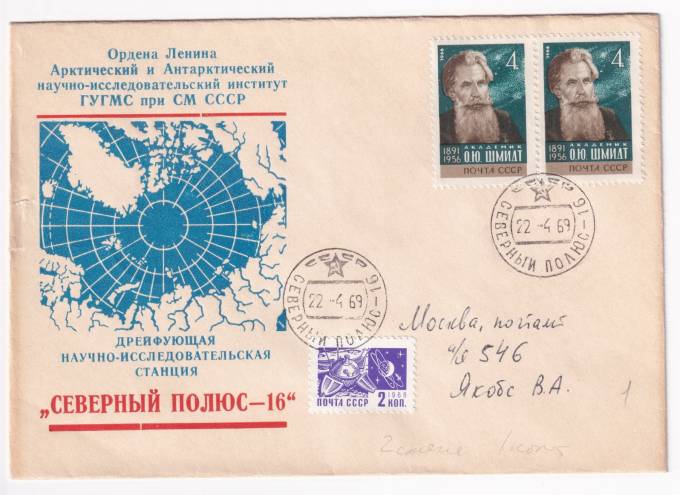 Ордена Ленина
Арктический и Антарктический
научно-исследовательский институт
ГУГМС при СМ СССР
ДРЕЙФУЮЩАЯ
НАУЧНО-ИССЛЕДОВАТЕЛЬСКАЯ
СТАНЦИЯ
„СЕВЕРНЫЙ ПОЛЮС—16“
1966
4
АКАДЕМИК
1891
1956
О.Ю. ШМИДТ
ПОЧТА СССР
1966
4
АКАДЕМИК
1891
1956
О.Ю. ШМИДТ
ПОЧТА СССР
СССР
22 -4 69
СЕВЕРНЫЙ ПОЛЮС-16
СССР
22 -4 69
СЕВЕРНЫЙ ПОЛЮС-16
1966
ПОЧТА СССР 2 КОП.
Москва, почтамт
а/я 546
Якобс В.А.
1